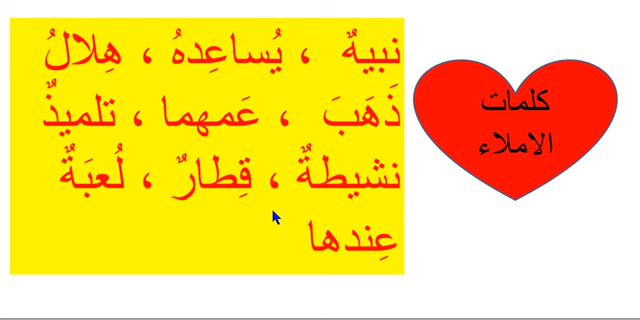 كلمات
الاملاء
نبيهٌ ، يُساعِدهُ ، هِلالُ
ذَهَبَ ، عَمهما ، تلميذٌ
نشيطةٌ ، قِطارٌ ، لُعبَةٌ
عِندها